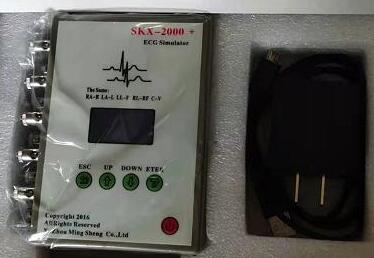 SKX-2000 +
ECG Simulator
The Same:
RA-R LA-L LL-F RL-RF C-V
ESC UP DOWN ETER
Copyright 2016
All Rights Reserved
Xuzhou Ming Sheng Co.,Ltd